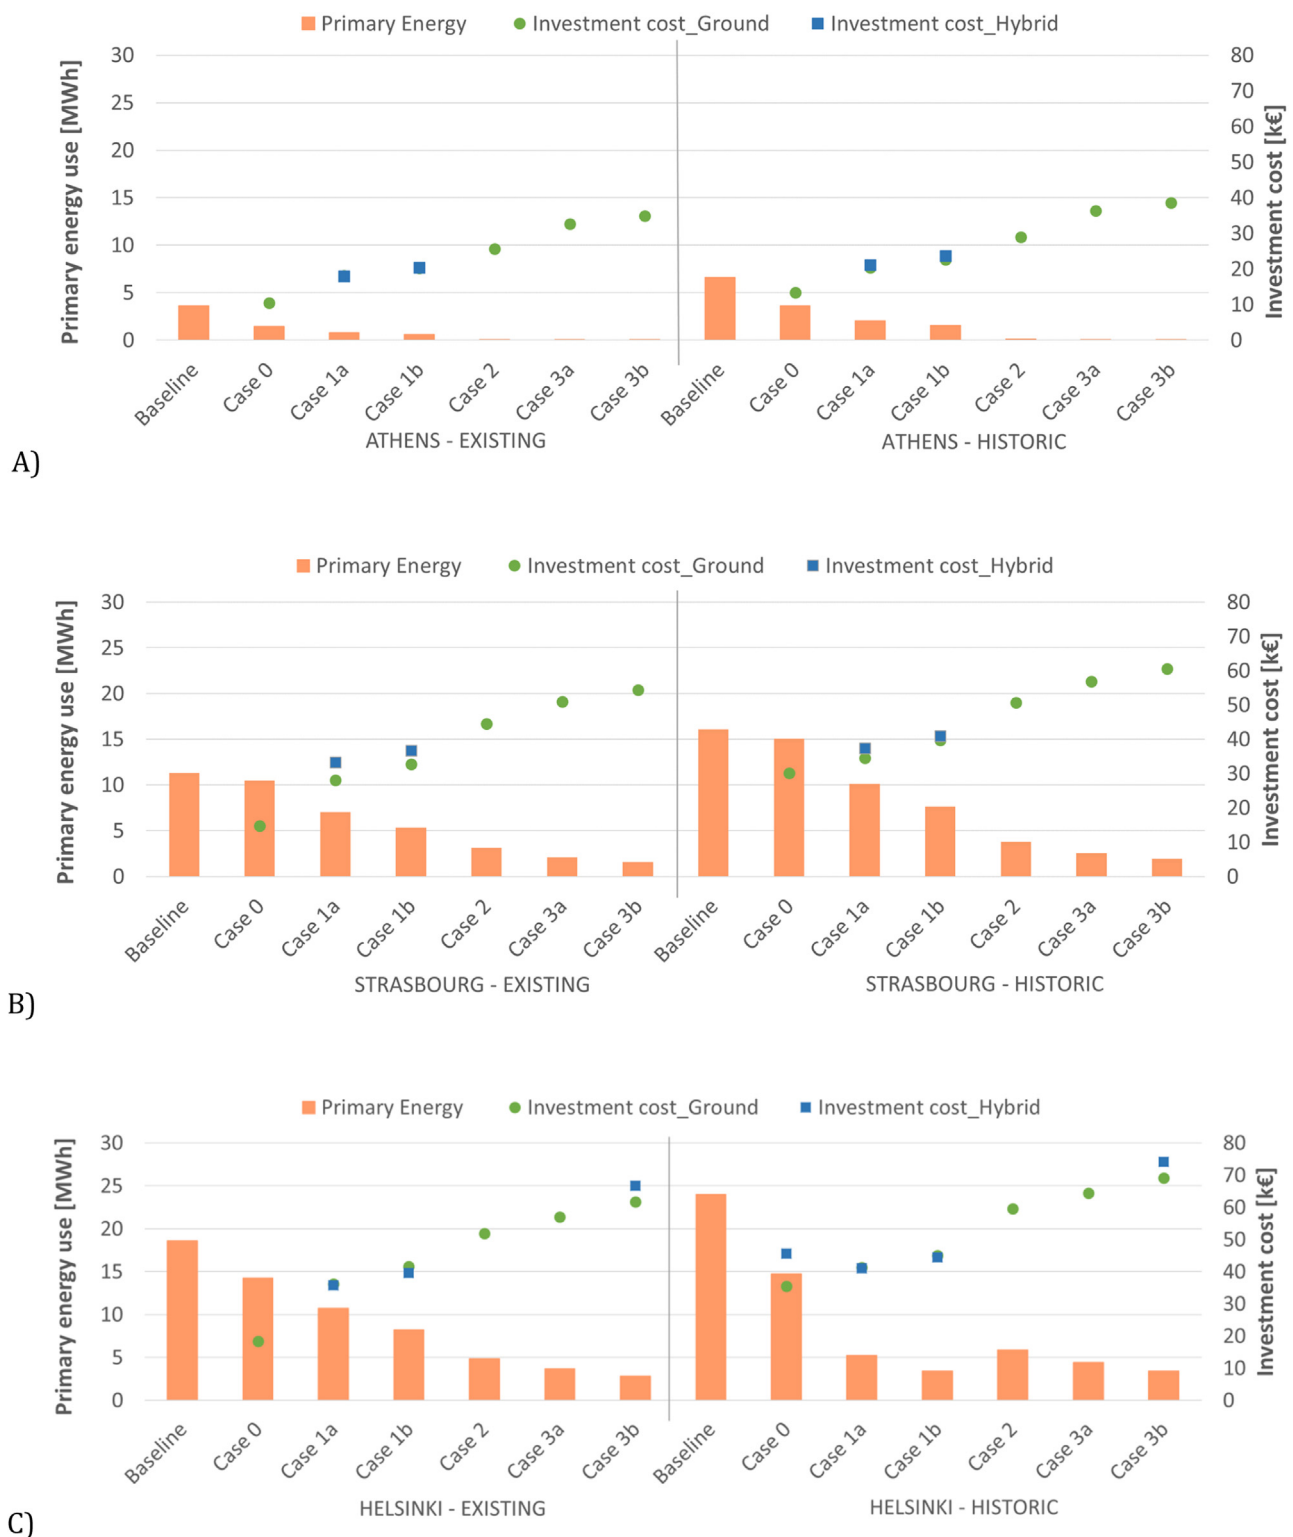 Primary Energy Investment cost_Ground Investment cost_Hybrid
Primary energy use [MWh]
30 80
25 70
20 60
15 50
10 40
5 30
0 20
10
0
Investment cost [k€]
Baseline Case 0 Case 1a Case 1b Case 2 Case 3a Case 3b Baseline Case 0 Case 1a Case 1b Case 2 Case 3a Case 3b
ATHENS - EXISTING ATHENS - HISTORIC
A)
Primary Energy Investment cost_Ground Investment cost_Hybrid
Primary energy use [MWh]
30 80
25 70
20 60
15 50
10 40
5 30
0 20
10
0
Investment cost [k€]
Baseline Case 0 Case 1a Case 1b Case 2 Case 3a Case 3b Baseline Case 0 Case 1a Case 1b Case 2 Case 3a Case 3b
STRASBOURG - EXISTING STRASBOURG - HISTORIC
B)
Primary Energy Investment cost_Ground Investment cost_Hybrid
Primary energy use [MWh]
30 80
25 70
20 60
15 50
10 40
5 30
0 20
10
0
Investment cost [k€]
Baseline Case 0 Case 1a Case 1b Case 2 Case 3a Case 3b Baseline Case 0 Case 1a Case 1b Case 2 Case 3a Case 3b
HELSINKI - EXISTING HELSINKI - HISTORIC
C)